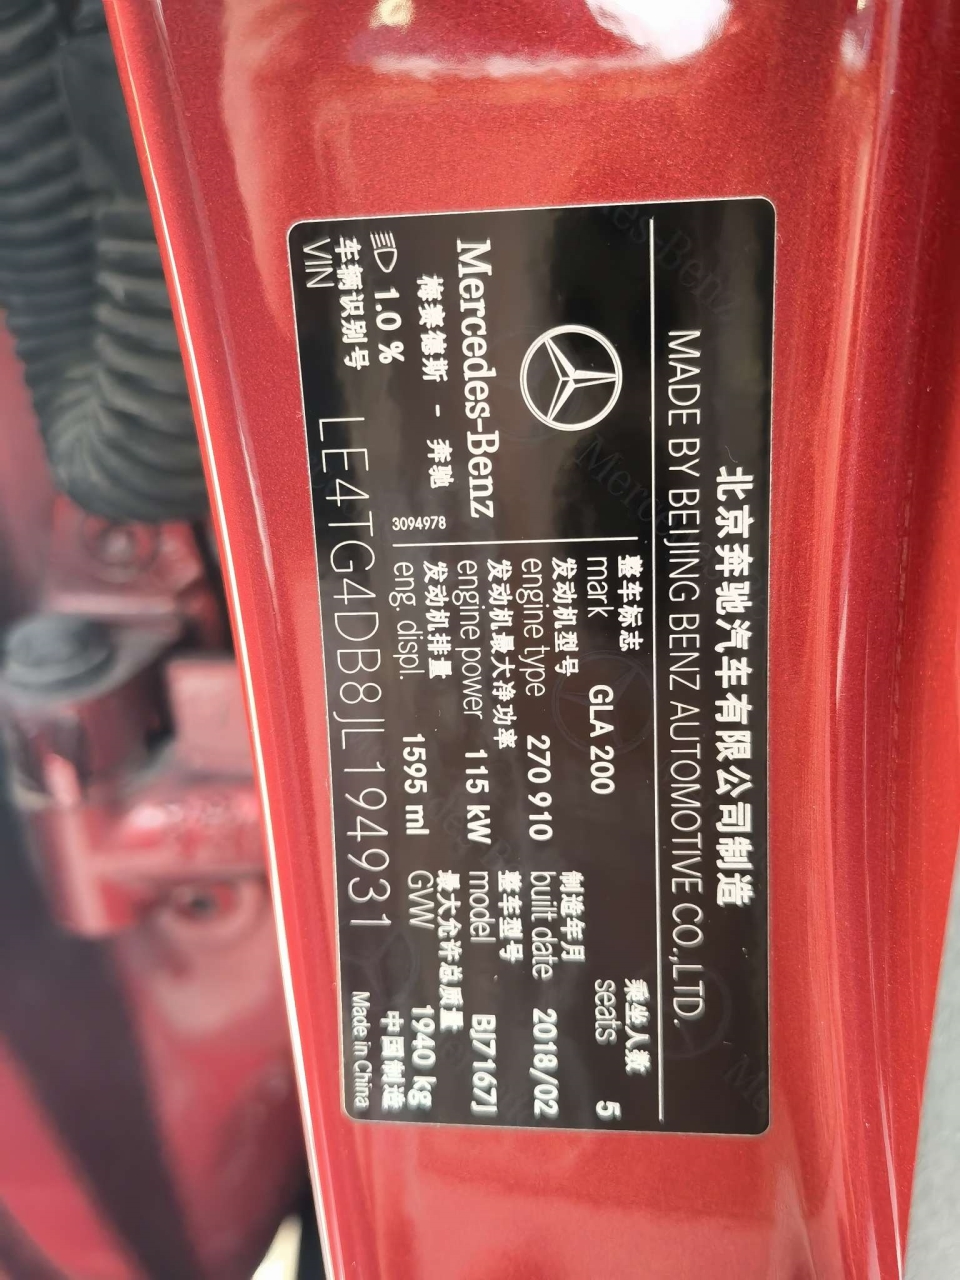 北京奔驰汽车有限公司制造
MADE BY BEIJING BENZ AUTOMOTIVE CO.,LTD.
Mercedes-Benz
梅赛德斯 - 奔驰
1.0 %
3094978
整车标志
mark GLA 200
乘坐人数
seats 5
发动机型号
engine type 270 910
制造年月
built date 2018/02
发动机最大净功率
engine power 115 kW
整车型号
model BJ7167J
发动机排量
eng. displ. 1595 ml
最大允许总质量
GVW 1940 kg
车辆识别号
VIN LE4TG4DB8JL194931
中国制造
Made in China